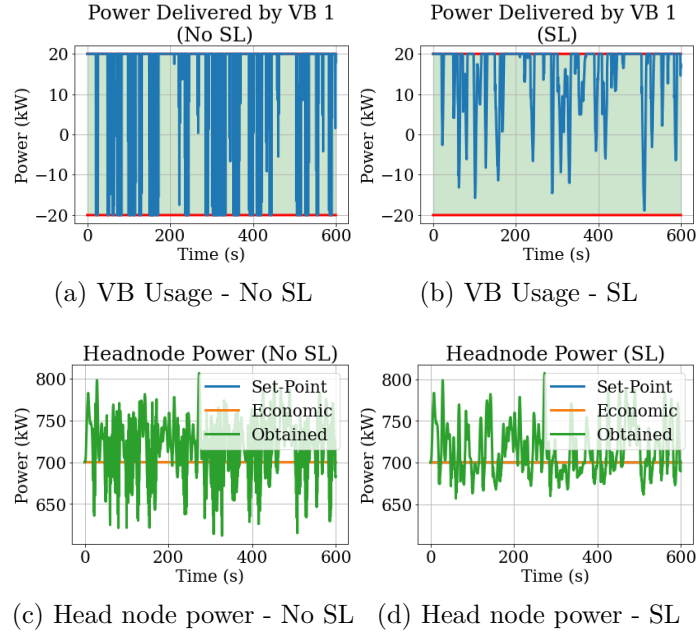 Power Delivered by VB 1
(No SL)
20
10
0
−10
−20
Power (kW)
0 200 400 600
Time (s)
(a) VB Usage - No SL
Power Delivered by VB 1
(SL)
20
10
0
−10
−20
Power (kW)
0 200 400 600
Time (s)
(b) VB Usage - SL
Headnode Power (No SL)
800
750
700
650
Power (kW)
Set-Point
Economic
Obtained
0 200 400 600
Time (s)
(c) Head node power - No SL
Headnode Power (SL)
800
750
700
650
Power (kW)
Set-Point
Economic
Obtained
0 200 400 600
Time (s)
(d) Head node power - SL